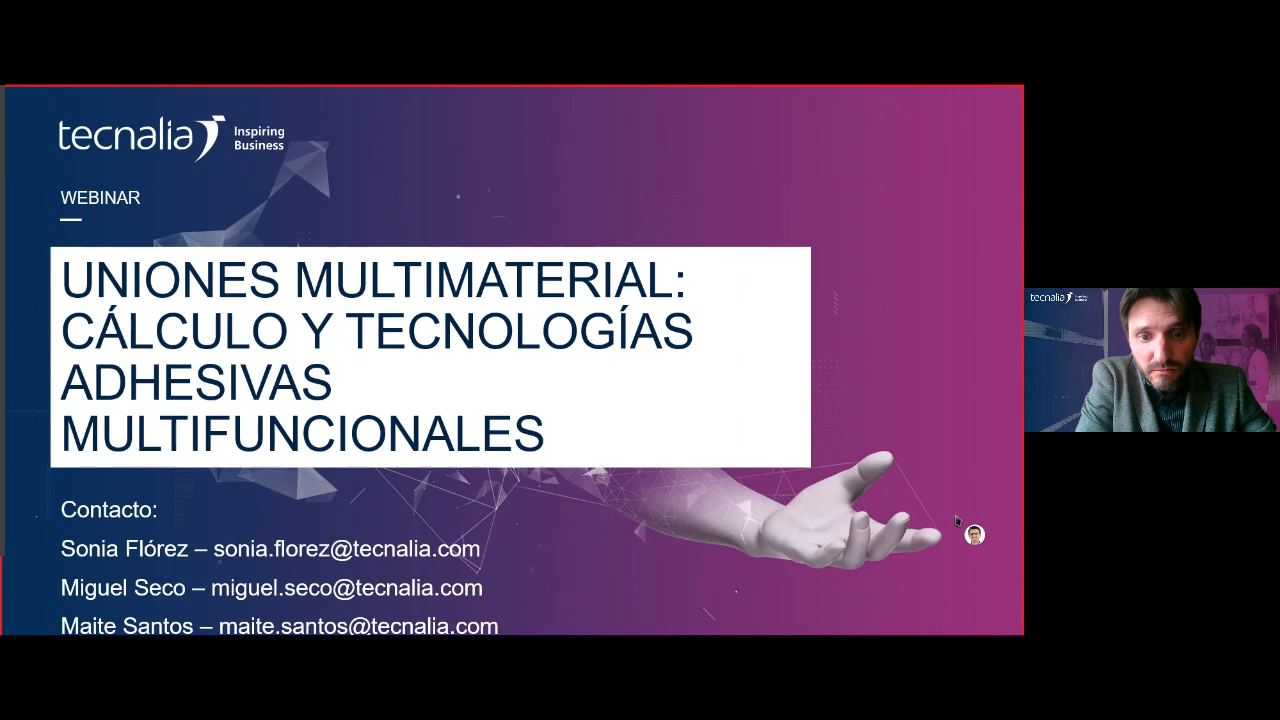 tecnalia Inspiring
Business
WEBINAR
UNIONES MULTIMATERIAL:
CÁLCULO Y TECNOLOGÍAS
ADHESIVAS
MULTIFUNCIONALES
Contacto:
Sonia Flórez – sonia.florez@tecnalia.com
Miguel Seco – miguel.seco@tecnalia.com
Maite Santos – maite.santos@tecnalia.com
tecnalia